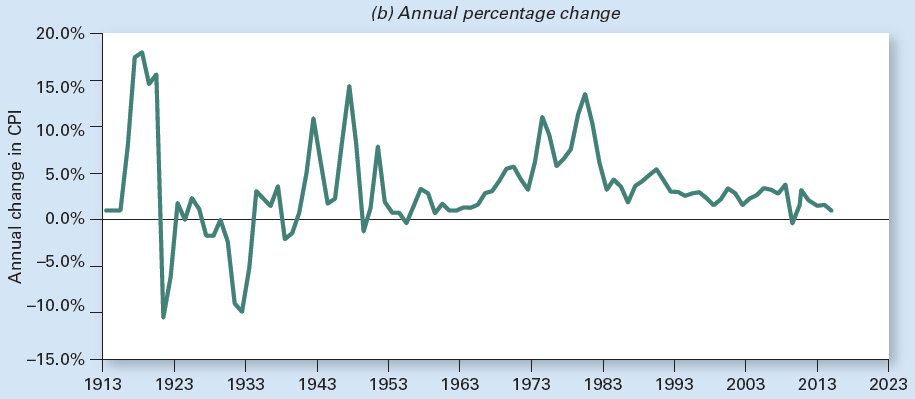 (b) Annual percentage change
Annual change in CPI
20.0%
15.0%
10.0%
5.0%
0.0%
–5.0%
–10.0%
–15.0%
1913 1923 1933 1943 1953 1963 1973 1983 1993 2003 2013 2023